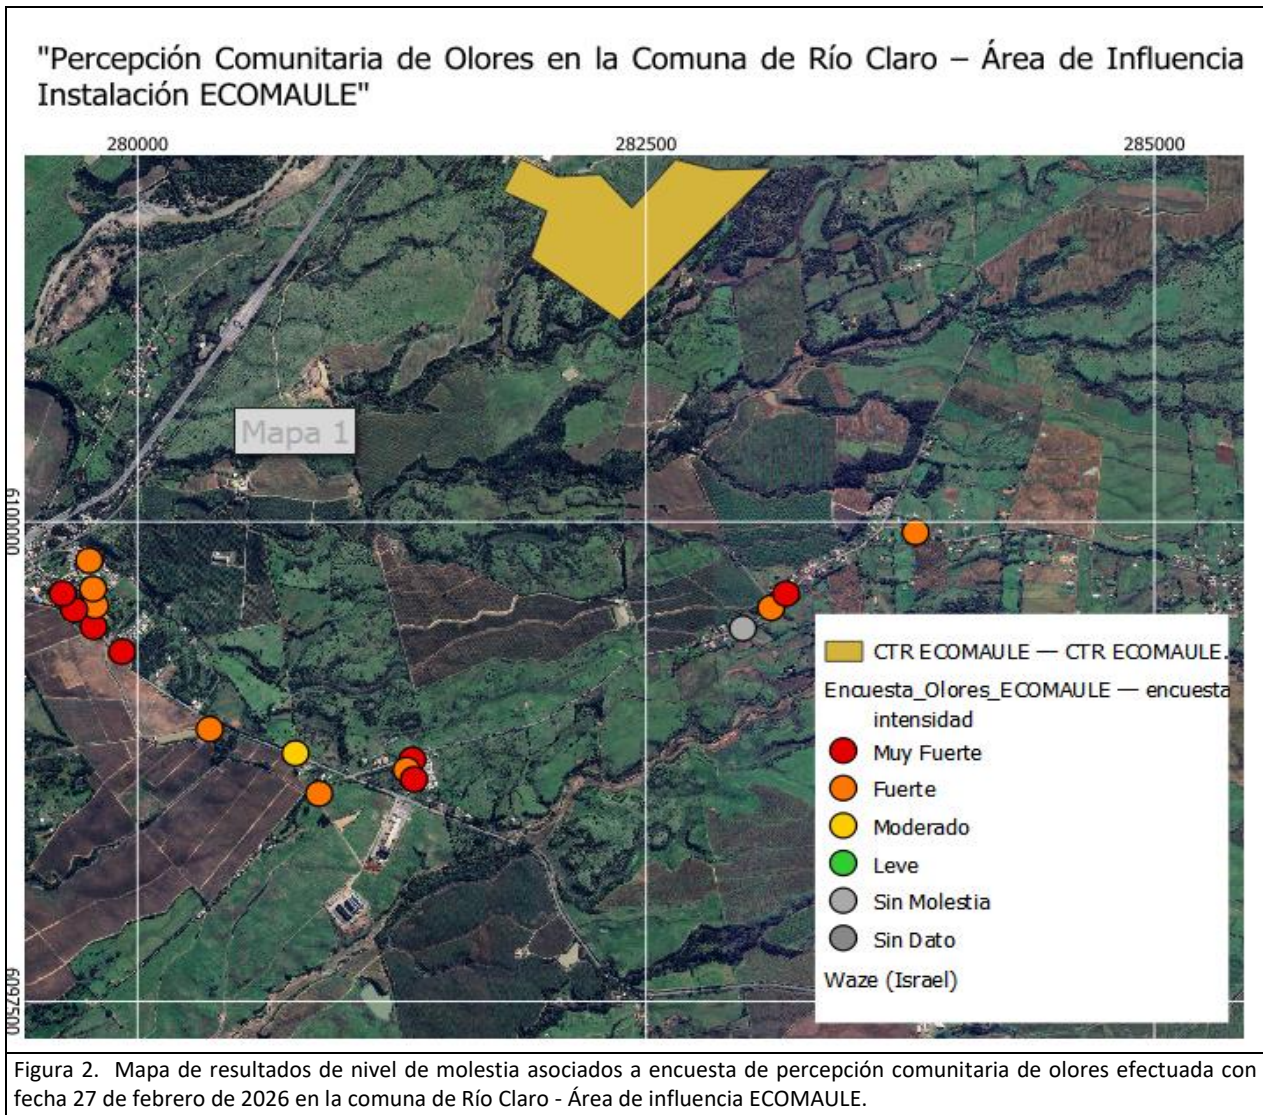 "Percepción Comunitaria de Olores en la Comuna de Río Claro – Área de Influencia
Instalación ECOMAULE"
280000
282500
285000
Mapa 1
6100000
6097500
CTR ECOMAULE — CTR ECOMAULE.
Encuesta_Olores_ECOMAULE — encuesta
intensidad
Muy Fuerte
Fuerte
Moderado
Leve
Sin Molestia
Sin Dato
Waze (Israel)
Figura 2. Mapa de resultados de nivel de molestia asociados a encuesta de percepción comunitaria de olores efectuada con
fecha 27 de febrero de 2026 en la comuna de Río Claro - Área de influencia ECOMAULE.